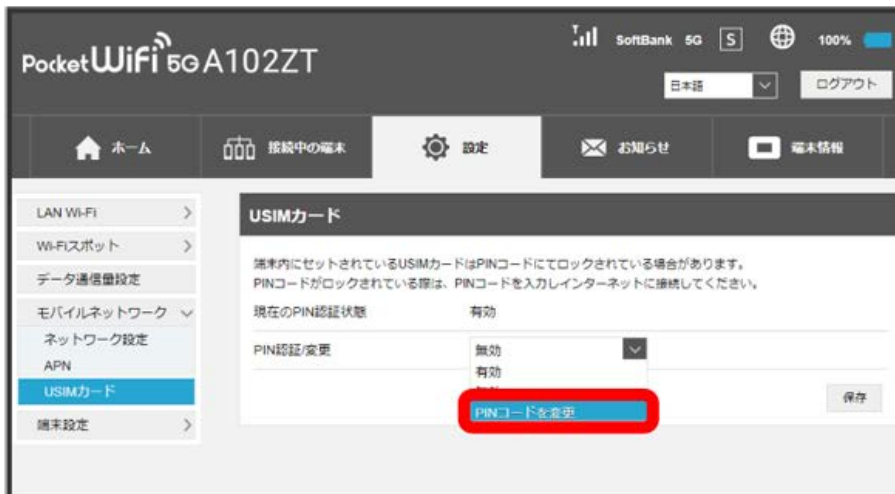 Pocket WiFi 5G A102ZT
SoftBank 5G S 100%
日本語
ログアウト
ホーム
接続中の端末
設定
お知らせ
端末情報
LAN Wi-Fi
Wi-Fiスポット
データ通信量設定
モバイルネットワーク
ネットワーク設定
APN
USIMカード
端末設定
USIMカード
端末内にセットされているUSIMカードはPINコードにてロックされている場合があります。
PINコードがロックされている際は、PINコードを入力しインターネットに接続してください。
現在のPIN認証状態 有効
PIN認証/変更 無効
有効
PINコードを変更
保存